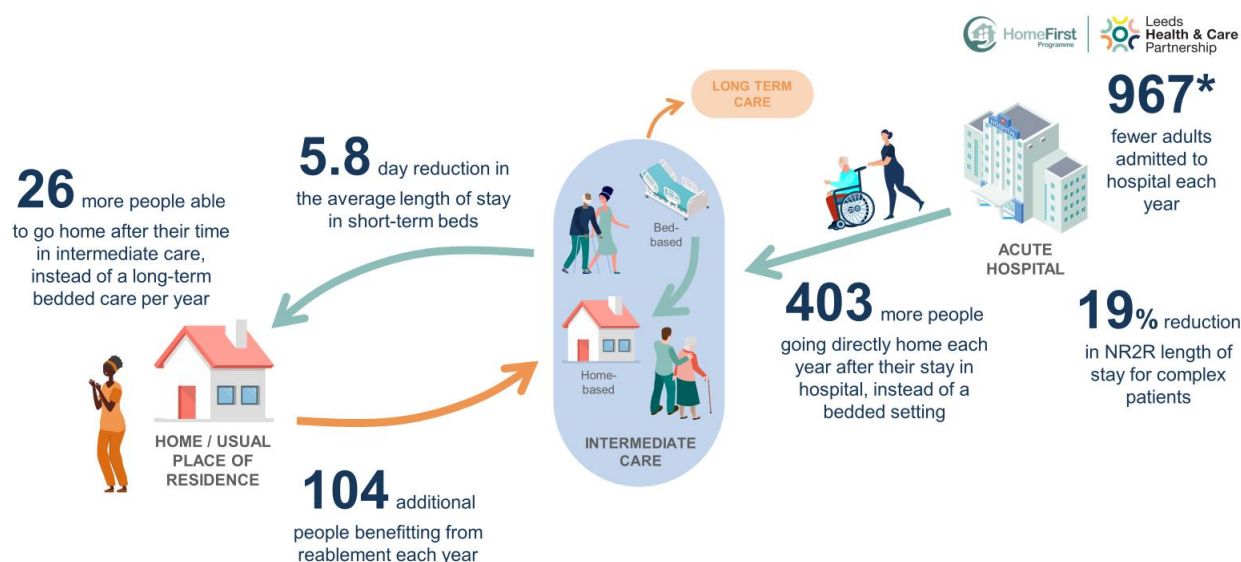 HomeFirst
Programme
Leeds
Health & Care
Partnership
LONG TERM
CARE
967*
fewer adults
admitted to
hospital each
year
5.8 day reduction in
the average length of stay
in short-term beds
26 more people able
to go home after their time
in intermediate care,
instead of a long-term
bedded care per year
Bed-
based
HOSPITAL
ACUTE
HOSPITAL
403 more people
going directly home each
year after their stay in
hospital, instead of a
bedded setting
19% reduction
in NR2R length of
stay for complex
patients
Home-
based
INTERMEDIATE
CARE
HOME / USUAL
PLACE OF
RESIDENCE
104 additional
people benefitting from
reablement each year